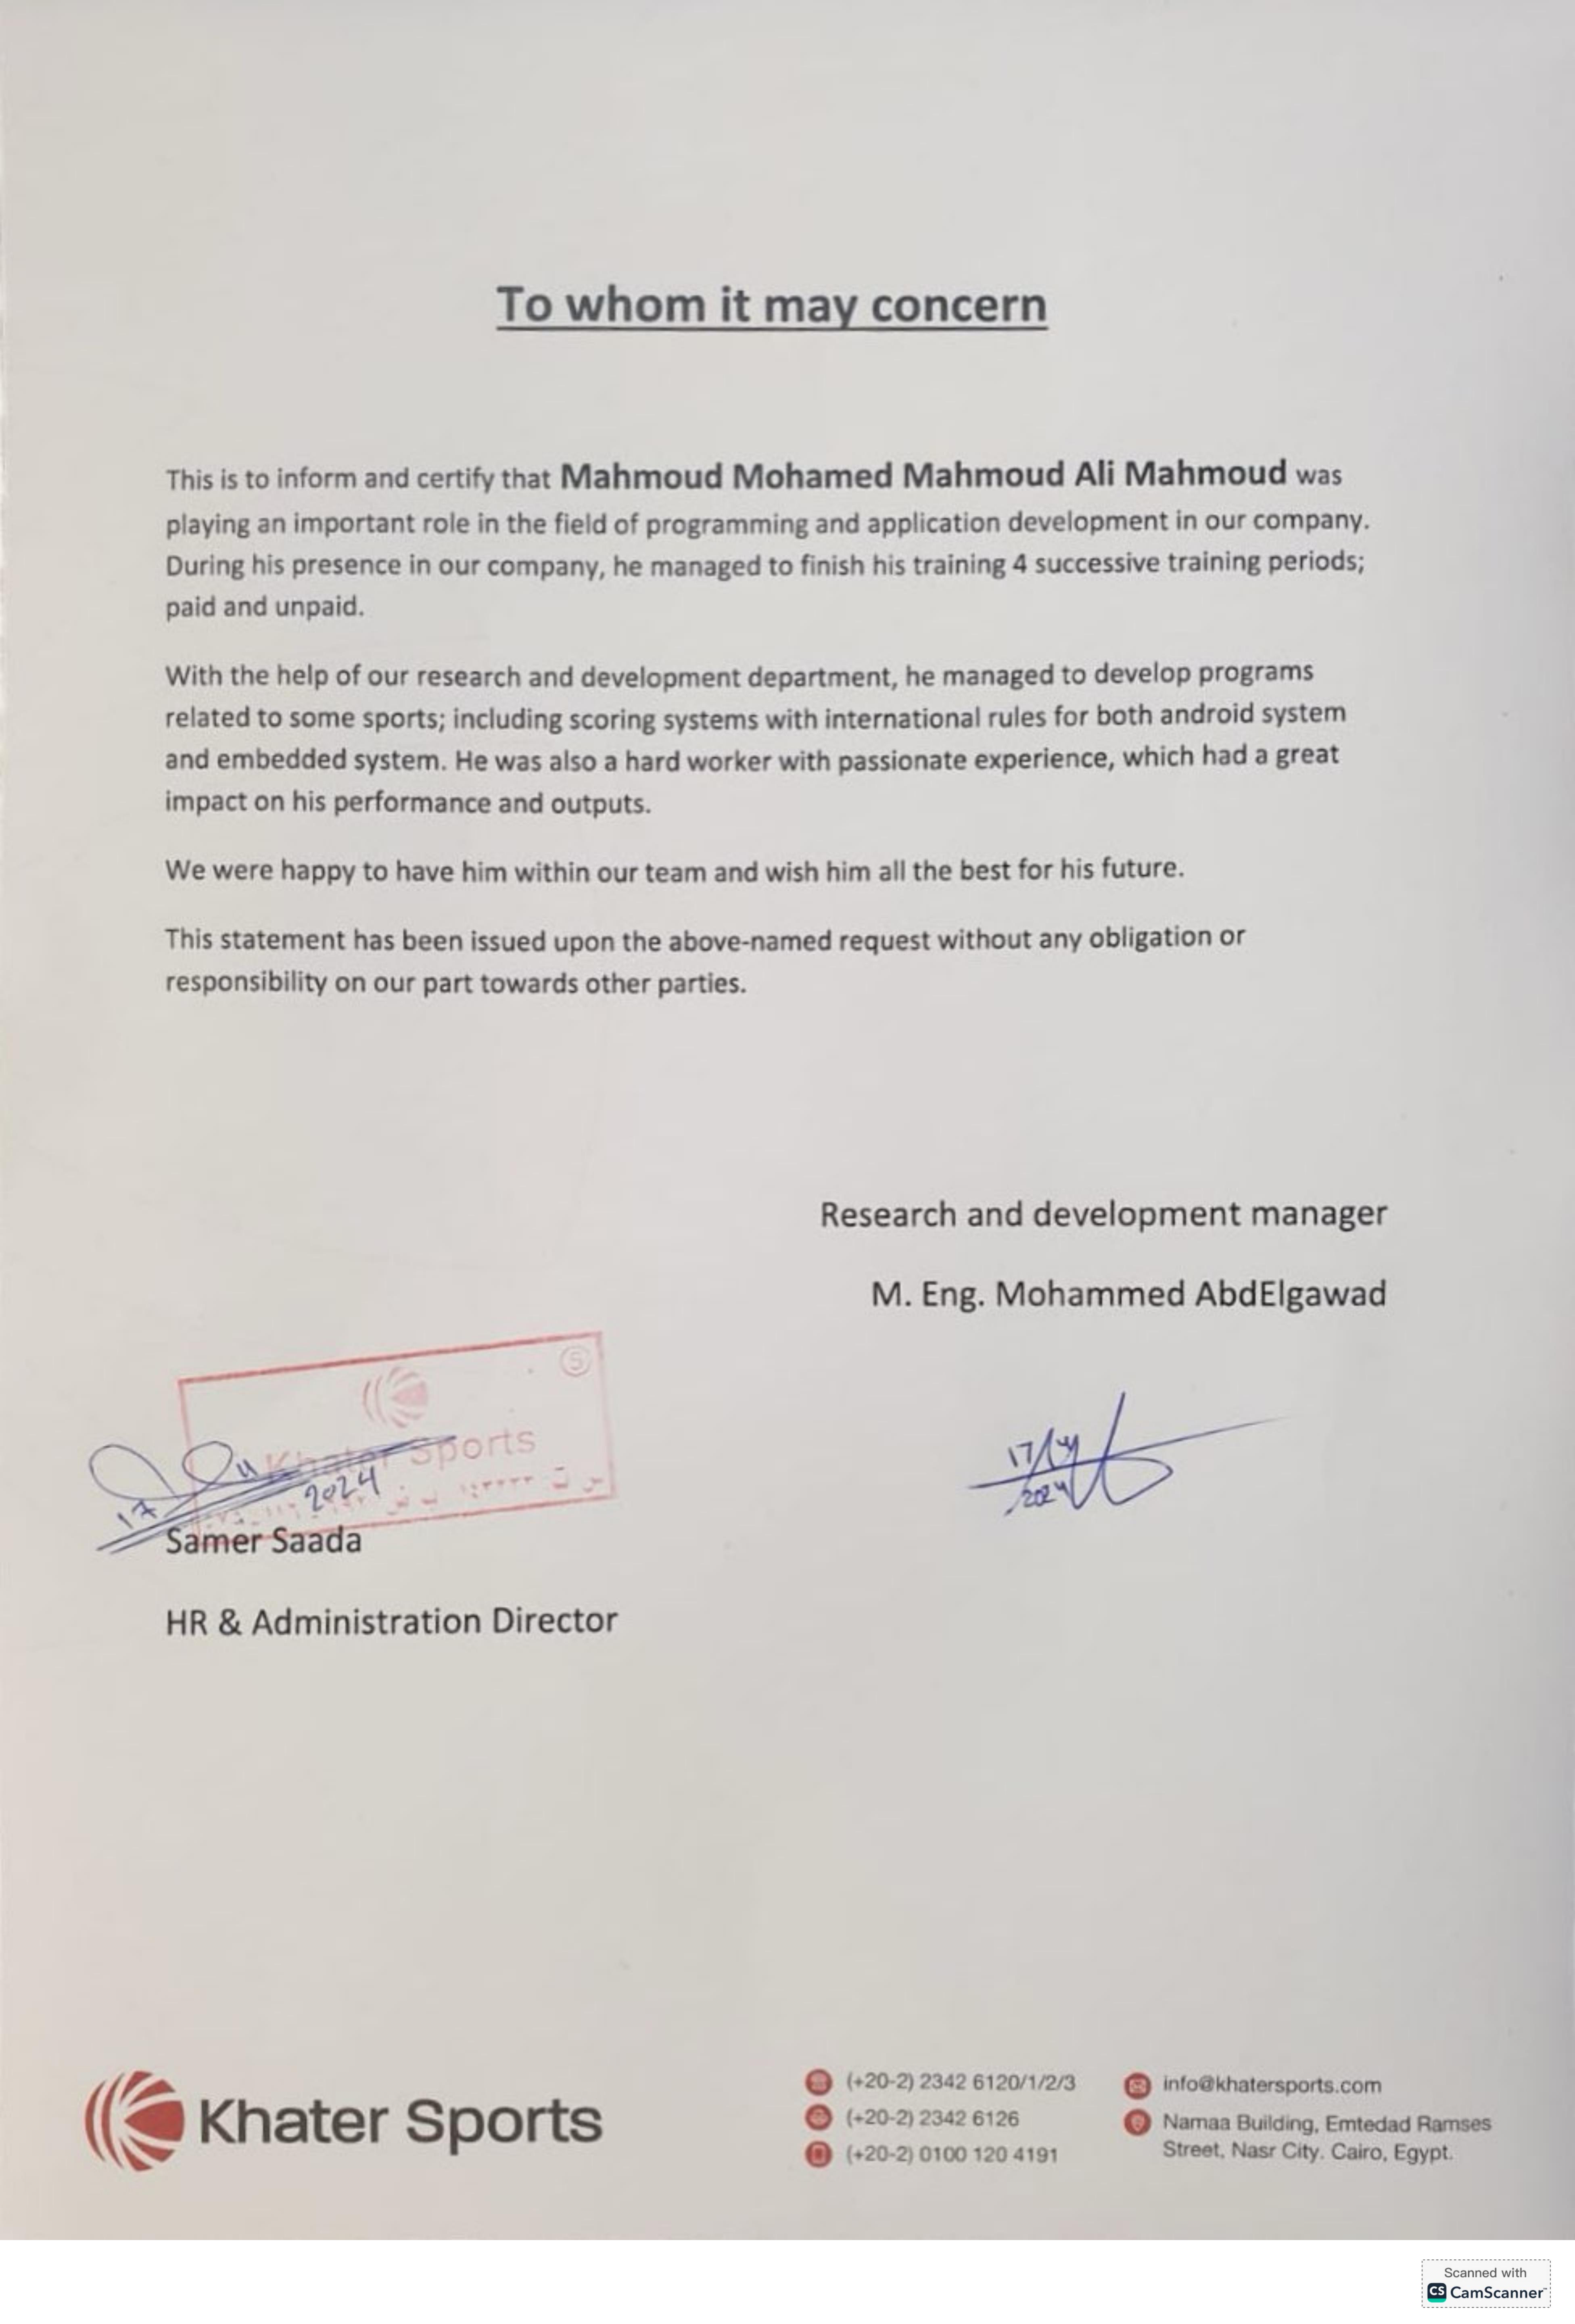 To whom it may concern
This is to inform and certify that Mahmoud Mohamed Mahmoud Ali Mahmoud was
playing an important role in the field of programming and application development in our company.
During his presence in our company, he managed to finish his training 4 successive training periods;
paid and unpaid.
With the help of our research and development department, he managed to develop programs
related to some sports; including scoring systems with international rules for both android system
and embedded system. He was also a hard worker with passionate experience, which had a great
impact on his performance and outputs.
We were happy to have him within our team and wish him all the best for his future.
This statement has been issued upon the above-named request without any obligation or
responsibility on our part towards other parties.
Research and development manager
M. Eng. Mohammed AbdElgawad
5
Khater Sports
17
2024
17
2024
Samer Saada
HR & Administration Director
Khater Sports
(+20-2) 2342 6120/1/2/3
(+20-2) 2342 6126
(+20-2) 0100 120 4191
info@khatersports.com
Namaa Building, Emtedad Ramses
Street, Nasr City. Cairo, Egypt.
Scanned with
CS CamScanner